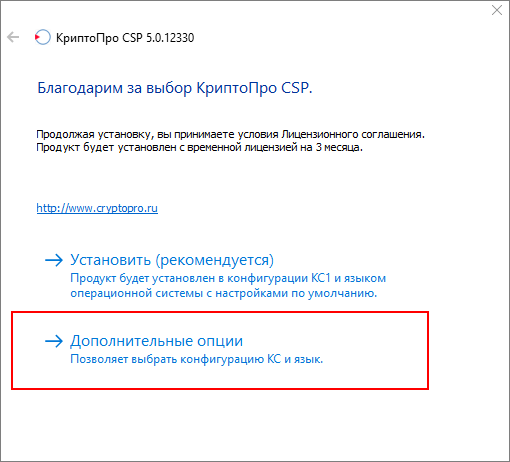 КриптоПро CSP 5.0.12330
Благодарим за выбор КриптоПро CSP.
Продолжая установку, вы принимаете условия Лицензионного соглашения.
Продукт будет установлен с временной лицензией на 3 месяца.
http://www.cryptopro.ru
Установить (рекомендуется)
Продукт будет установлен в конфигурации КС1 и языком
операционной системы с настройками по умолчанию.
Дополнительные опции
Позволяет выбрать конфигурацию КС и язык.